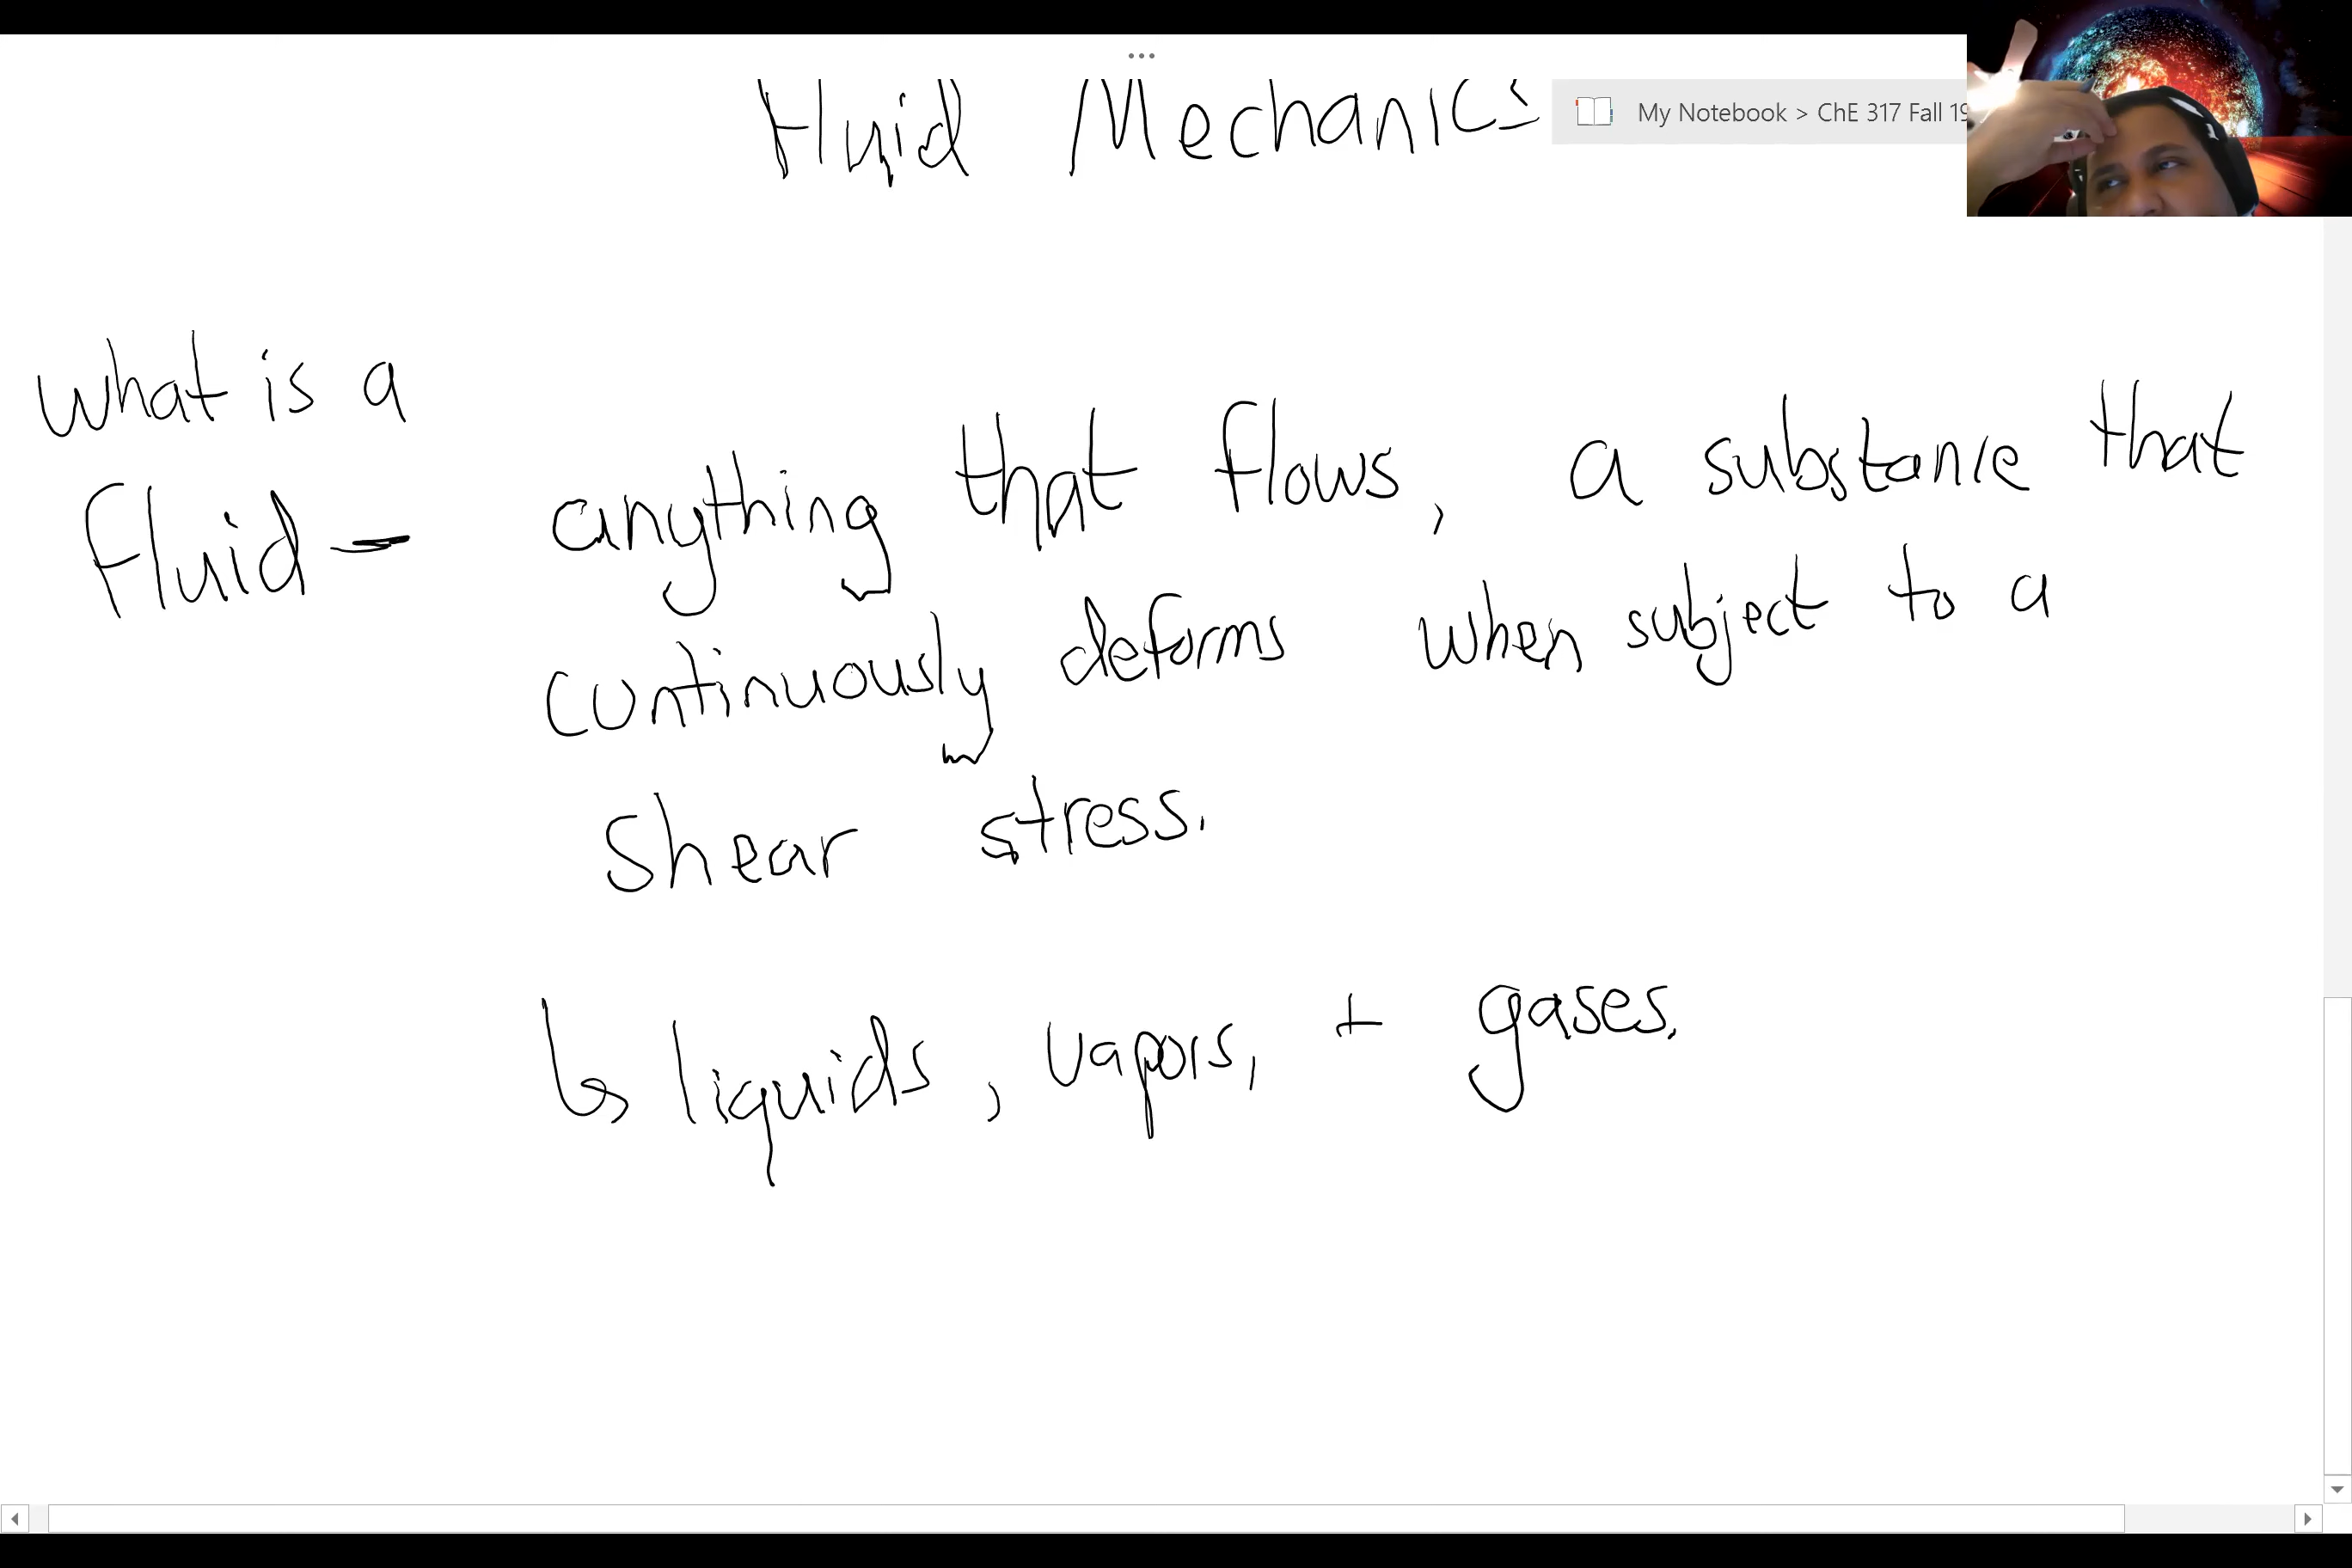 Fluid Mechanics
My Notebook > ChE 317 Fall 19
What is a
fluid - anything that flows, a substance that
continuously deforms when subject to a
shear stress.
↳ liquids, vapors, + gases.